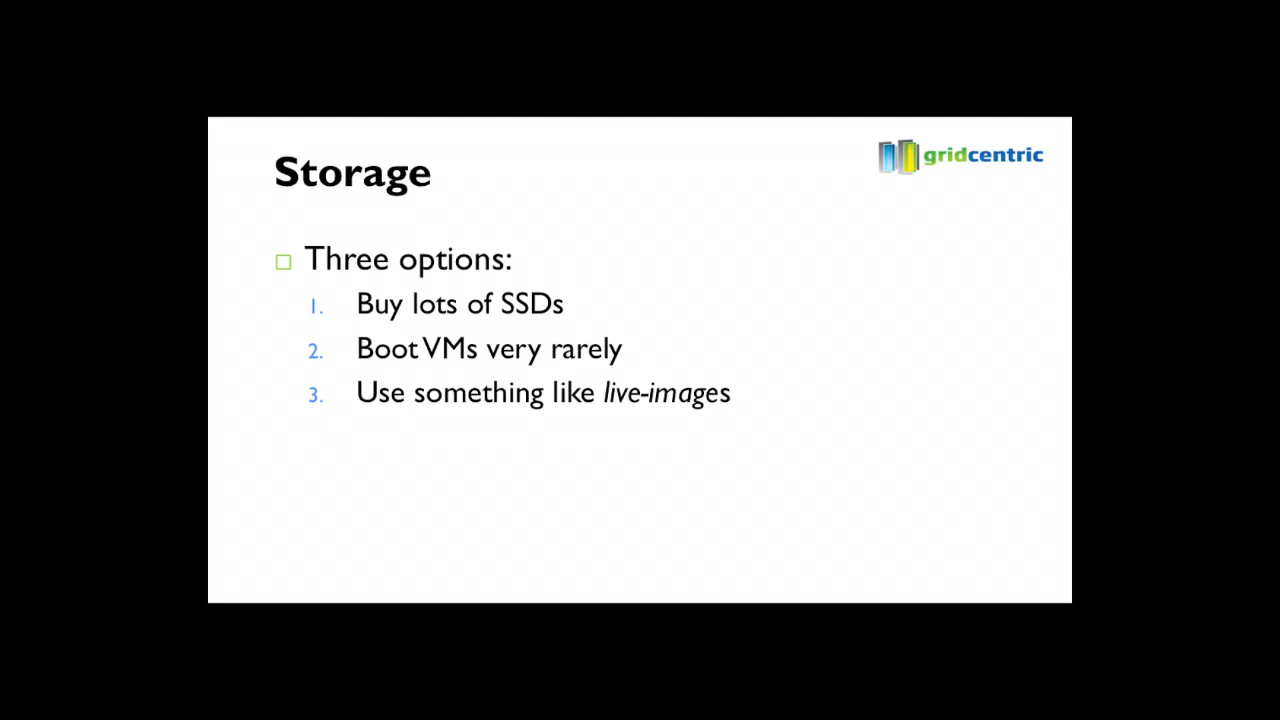 Storage
gridcentric
Three options:
1. Buy lots of SSDs
2. Boot VMs very rarely
3. Use something like live-images